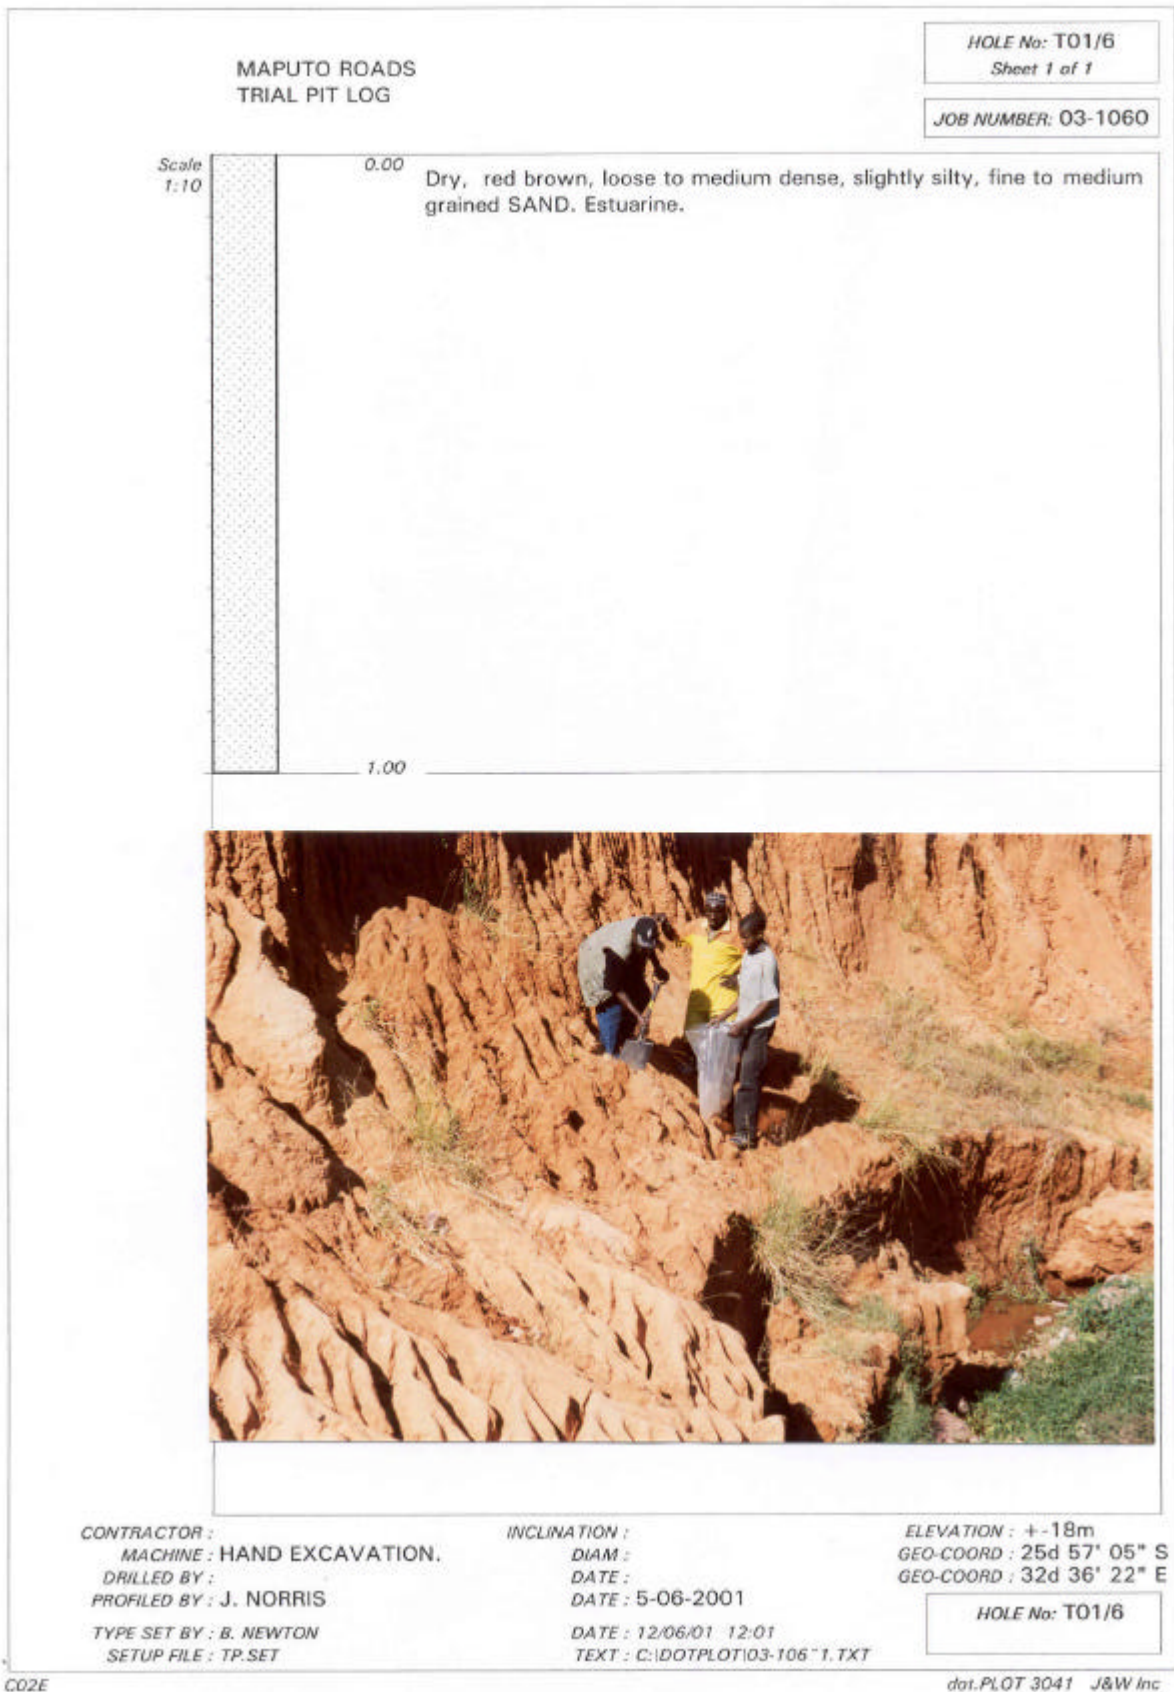 HOLE No: T01/6
Sheet 1 of 1
MAPUTO ROADS
TRIAL PIT LOG
JOB NUMBER: 03-1060
Scale
1:10
0.00
Dry, red brown, loose to medium dense, slightly silty, fine to medium
grained SAND. Estuarine.
1.00
CONTRACTOR :
MACHINE : HAND EXCAVATION.
DRILLED BY :
PROFILED BY : J. NORRIS
TYPE SET BY : B. NEWTON
SETUP FILE : TP.SET
INCLINATION :
DIAM :
DATE :
DATE : 5-06-2001
DATE : 12/06/01 12:01
TEXT : C:\DOTPLOT\03-106~1.TXT
ELEVATION : +-18m
GEO-COORD : 25d 57' 05" S
GEO-COORD : 32d 36' 22" E
HOLE No: T01/6
C02E
dot.PLOT 3041 J&W Inc